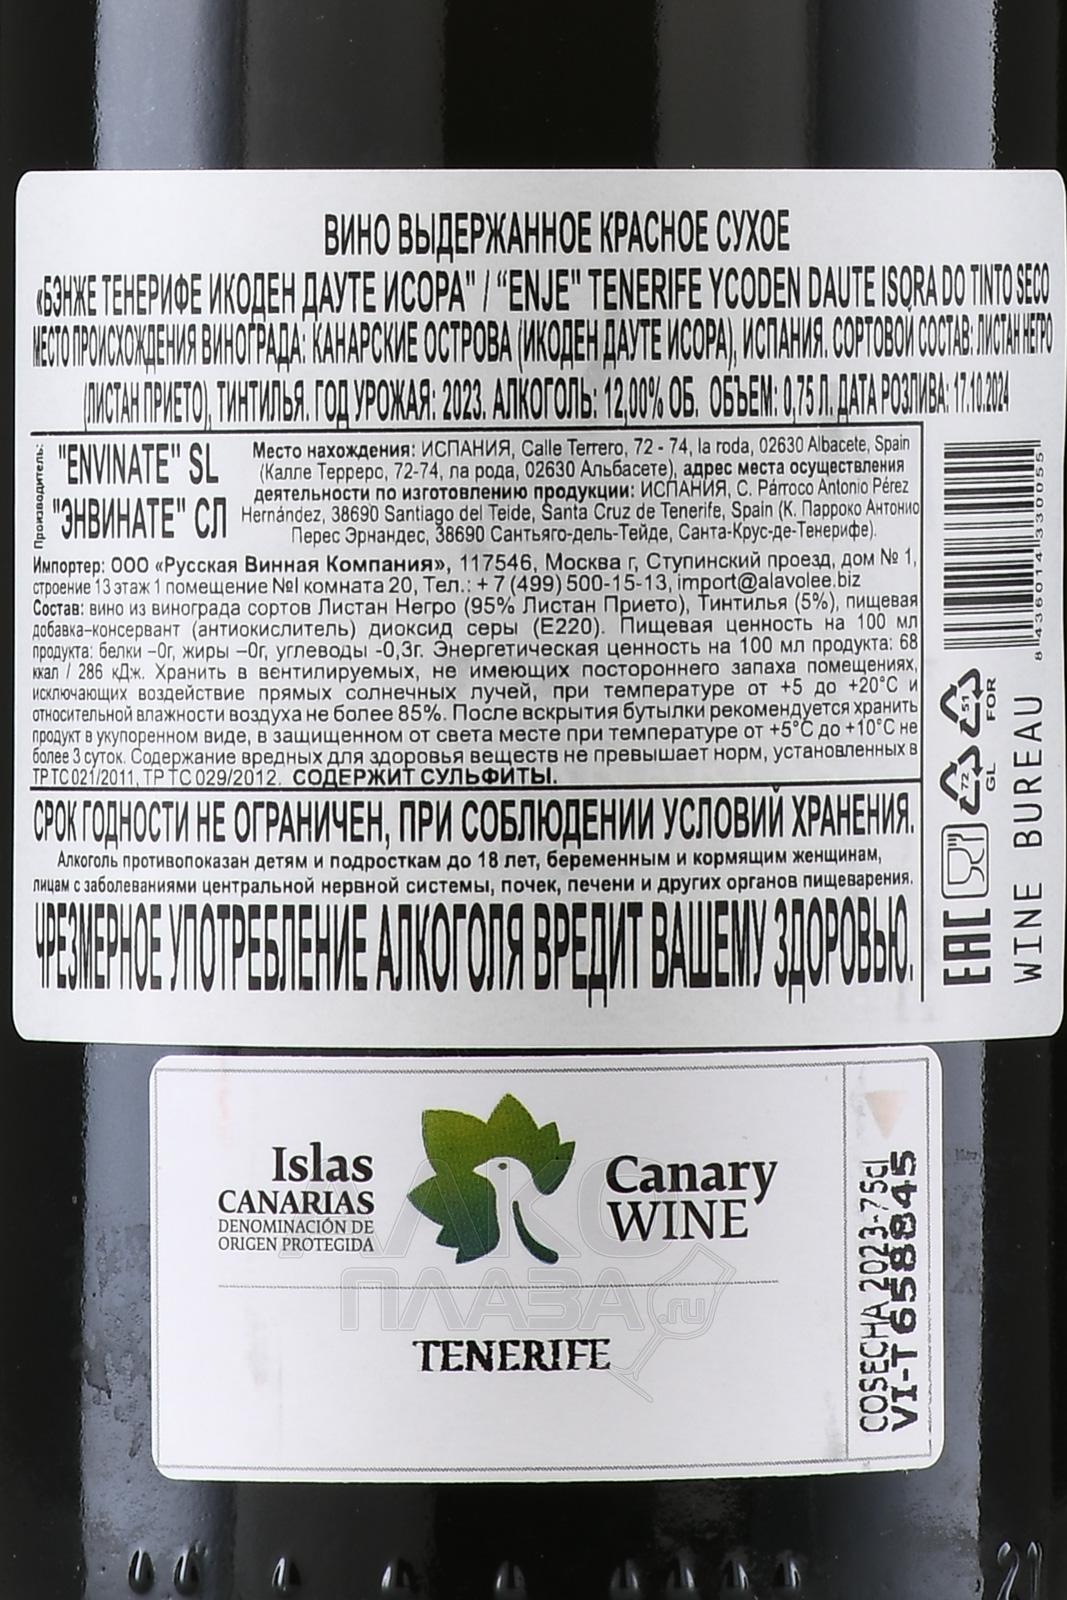 ВИНО ВЫДЕРЖАННОЕ КРАСНОЕ СУХОЕ
«БЭНЖЕ ТЕНЕРИФЕ ИКОДЕН ДАУТЕ ИСОРА" / “ENJE" TENERIFE YCODEN DAUTE ISORA DO TINTO SECO
МЕСТО ПРОИСХОЖДЕНИЯ ВИНОГРАДА: КАНАРСКИЕ ОСТРОВА (ИКОДЕН ДАУТЕ ИСОРА), ИСПАНИЯ. СОРТОВОЙ СОСТАВ: ЛИСТАН НЕГРО
(ЛИСТАН ПРИЕТО), ТИНТИЛЬЯ. ГОД УРОЖАЯ: 2023. АЛКОГОЛЬ: 12,00% ОБ. ОБЪЕМ: 0,75 Л. ДАТА РОЗЛИВА: 17.10.2024
Производитель:
"ENVINATE" SL
"ЭНВИНАТЕ" СЛ
Место нахождения: ИСПАНИЯ, Calle Terrero, 72 - 74, la roda, 02630 Albacete, Spain
(Калле Терреро, 72-74, ла рода, 02630 Альбасете), адрес места осуществления
деятельности по изготовлению продукции: ИСПАНИЯ, C. Párroco Antonio Pérez
Hernández, 38690 Santiago del Teide, Santa Cruz de Tenerife, Spain (К. Парроко Антонио
Перес Эрнандес, 38690 Сантьяго-дель-Тейде, Санта-Крус-де-Тенерифе).
Импортер: ООО «Русская Винная Компания», 117546, Москва г, Ступинский проезд, дом № 1,
строение 13 этаж 1 помещение №I комната 20, Тел.: + 7 (499) 500-15-13, import@alavolee.biz
Состав: вино из винограда сортов Листан Негро (95% Листан Прието), Тинтилья (5%), пищевая
добавка–консервант (антиокислитель) диоксид серы (E220). Пищевая ценность на 100 мл
продукта: белки –0г, жиры –0г, углеводы -0,3г. Энергетическая ценность на 100 мл продукта: 68
ккал / 286 кДж. Хранить в вентилируемых, не имеющих постороннего запаха помещениях,
исключающих воздействие прямых солнечных лучей, при температуре от +5 до +20°С и
относительной влажности воздуха не более 85%. После вскрытия бутылки рекомендуется хранить
продукт в укупоренном виде, в защищенном от света месте при температуре от +5°С до +10°С не
более 3 суток. Содержание вредных для здоровья веществ не превышает норм, установленных в
ТР ТС 021/2011, ТР ТС 029/2012. СОДЕРЖИТ СУЛЬФИТЫ.
СРОК ГОДНОСТИ НЕ ОГРАНИЧЕН, ПРИ СОБЛЮДЕНИИ УСЛОВИЙ ХРАНЕНИЯ.
Алкоголь противопоказан детям и подросткам до 18 лет, беременным и кормящим женщинам,
лицам с заболеваниями центральной нервной системы, почек, печени и других органов пищеварения.
ЧРЕЗМЕРНОЕ УПОТРЕБЛЕНИЕ АЛКОГОЛЯ ВРЕДИТ ВАШЕМУ ЗДОРОВЬЮ.
8 436014 330055
51
FOR
72
GL
EAC
WINE BUREAU
Islas
CANARIAS
DENOMINACIÓN DE
ORIGEN PROTEGIDA
Canary
WINE
АЛКО
ПЛАЗА.ru
TENERIFE
COSECHA 2023-75cl
VI-T 658845
21